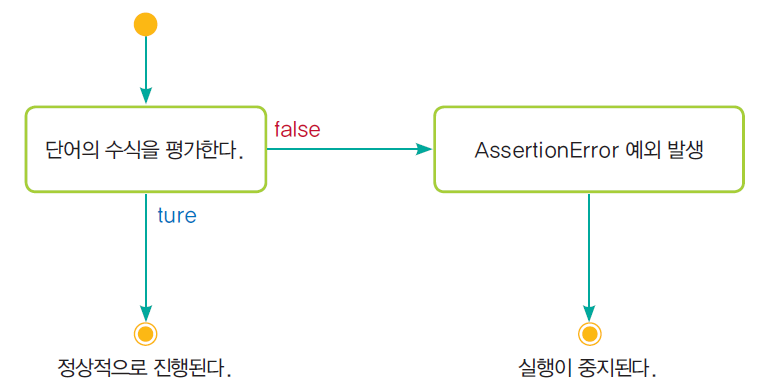 단어의 수식을 평가한다.
false
AssertionError 예외 발생
ture
정상적으로 진행된다.
실행이 중지된다.